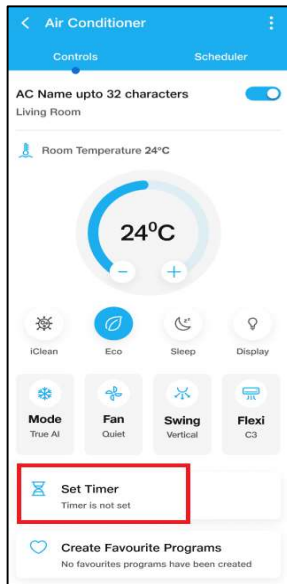 Air Conditioner
Controls Scheduler
AC Name upto 32 characters
Living Room
Room Temperature 24°C
24⁰C
− +
iClean Eco Sleep Display
Mode Fan Swing Flexi
True AI Quiet Vertical C3
Set Timer
Timer is not set
Create Favourite Programs
No favourites programs have been created